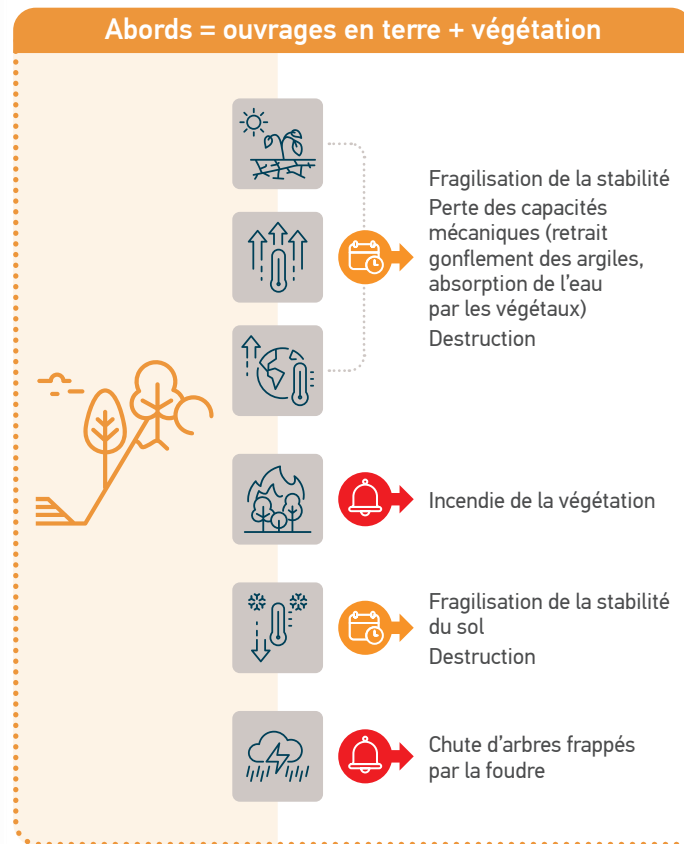 Abords = ouvrages en terre + végétation
Fragilisation de la stabilité
Perte des capacités
mécaniques (retrait
gonflement des argiles,
absorption de l'eau
par les végétaux)
Destruction
Incendie de la végétation
Fragilisation de la stabilité
du sol
Destruction
Chute d'arbres frappés
par la foudre